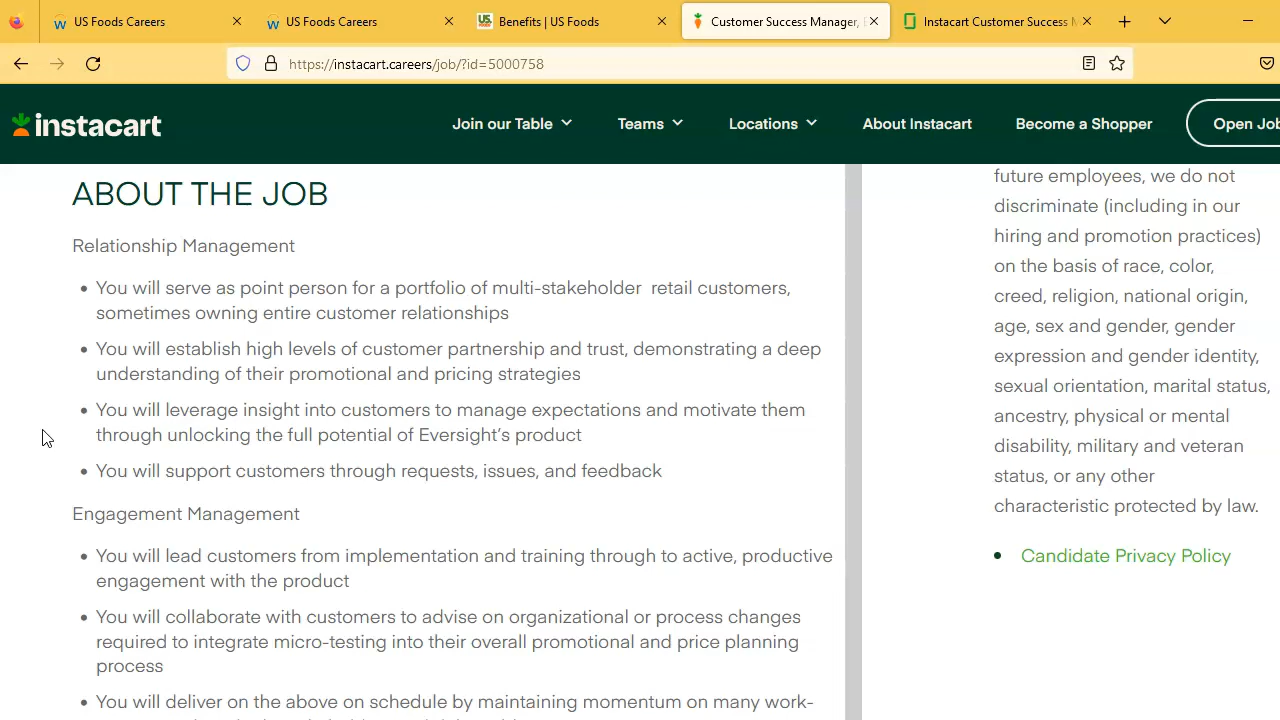 US Foods Careers
US Foods Careers
US. Benefits | US Foods
Customer Success Manager,
Instacart Customer Success
https://instacart.careers/job/?id=5000758
instacart
Join our Table
Teams
Locations
About Instacart
Become a Shopper
Open
ABOUT THE JOB
Relationship Management
• You will serve as point person for a portfolio of multi-stakeholder retail customers,
sometimes owning entire customer relationships
• You will establish high levels of customer partnership and trust, demonstrating a deep
understanding of their promotional and pricing strategies
• You will leverage insight into customers to manage expectations and motivate them
through unlocking the full potential of Eversight’s product
• You will support customers through requests, issues, and feedback
Engagement Management
• You will lead customers from implementation and training through to active, productive
engagement with the product
• You will collaborate with customers to advise on organizational or process changes
required to integrate micro-testing into their overall promotional and price planning
process
• You will deliver on the above on schedule by maintaining momentum on many work-
future employees, we do not
discriminate (including in our
hiring and promotion practices)
on the basis of race, color,
creed, religion, national origin,
age, sex and gender, gender
expression and gender identity,
sexual orientation, marital status,
ancestry, physical or mental
disability, military and veteran
status, or any other
characteristic protected by law.
• Candidate Privacy Policy